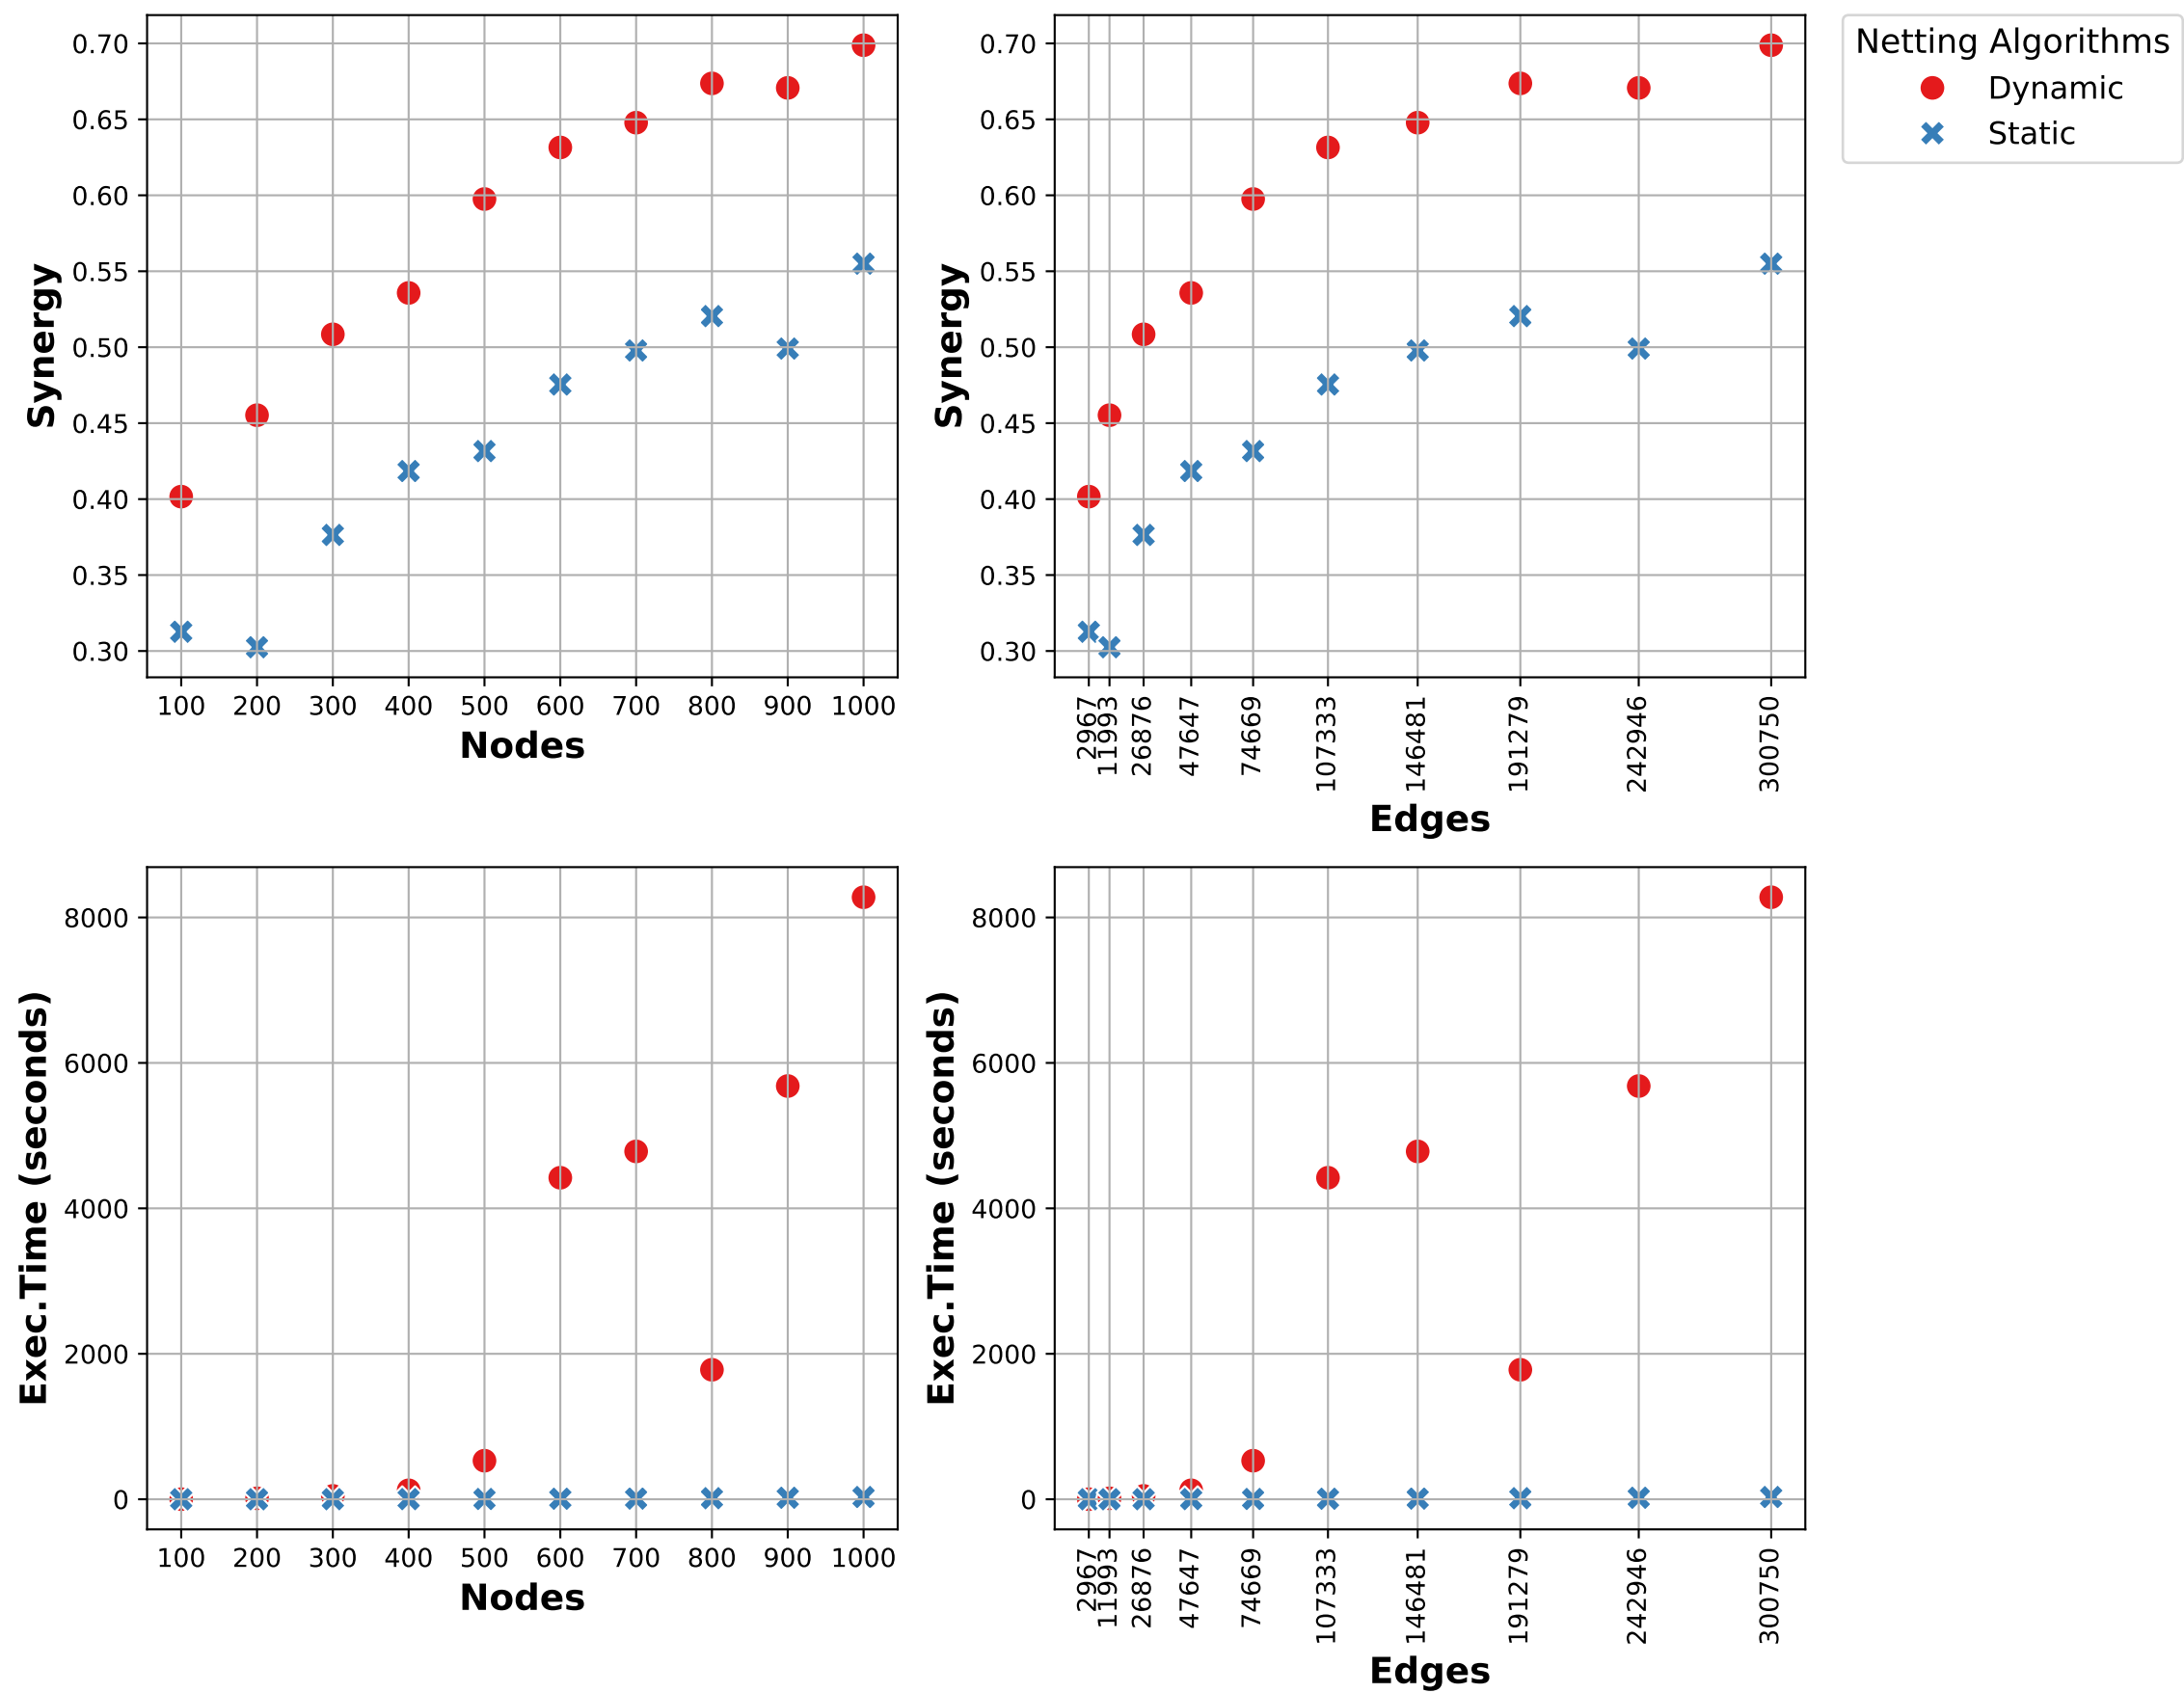 0.70
0.65
0.60
0.55
0.50
0.45
0.40
0.35
0.30
Synergy
100 200 300 400 500 600 700 800 900 1000
Nodes
0.70
0.65
0.60
0.55
0.50
0.45
0.40
0.35
0.30
Synergy
2967 11993 26876 47647 74669 107333 146481 191279 242946 300750
Edges
Netting Algorithms
Dynamic
Static
8000
6000
4000
2000
0
Exec.Time (seconds)
100 200 300 400 500 600 700 800 900 1000
Nodes
8000
6000
4000
2000
0
Exec.Time (seconds)
2967 11993 26876 47647 74669 107333 146481 191279 242946 300750
Edges